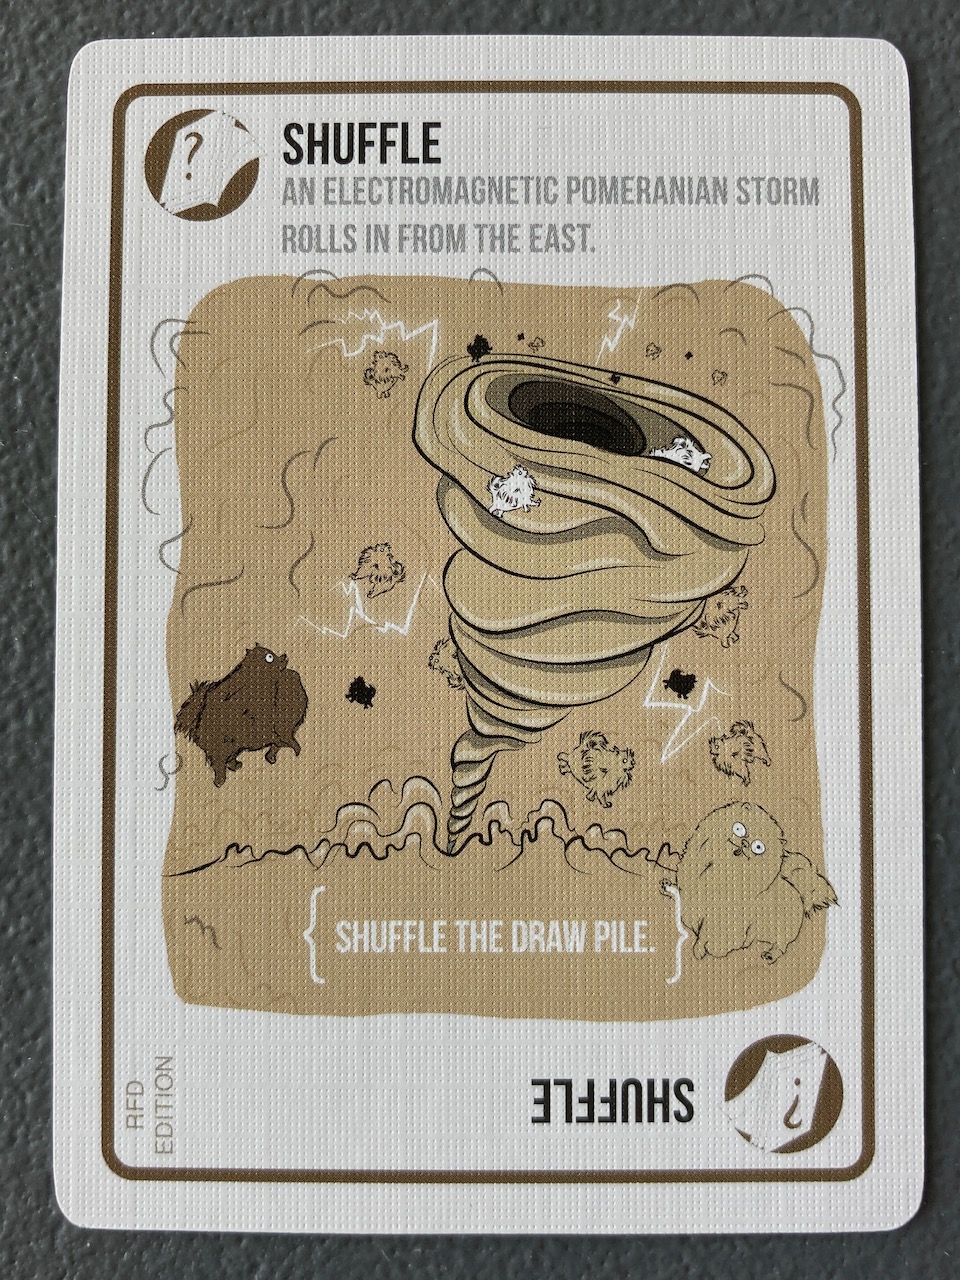 ?
SHUFFLE
AN ELECTROMAGNETIC POMERANIAN STORM
ROLLS IN FROM THE EAST.
{ SHUFFLE THE DRAW PILE. }
RFD
EDITION
SHUFFLE
?